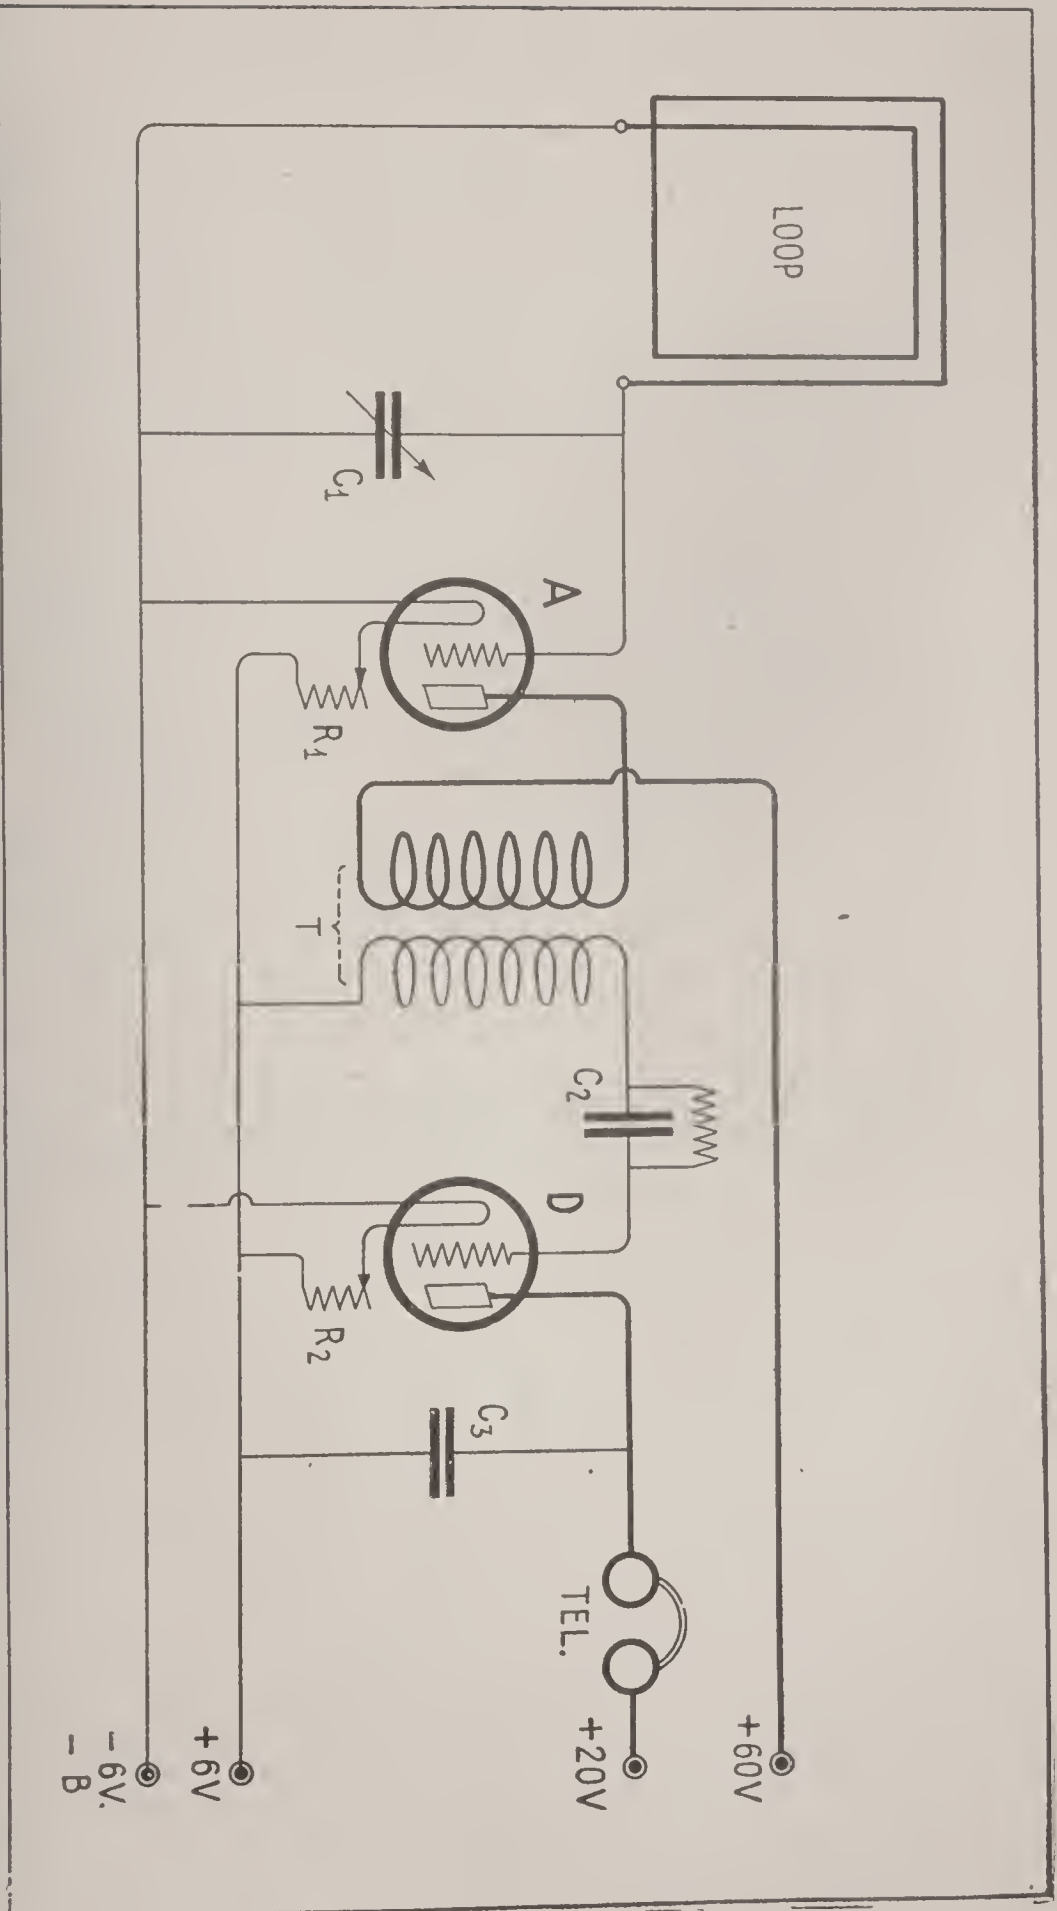 LOOP
A
D
C₁
R₁
T
C₂
R₂
C₃
TEL.
+60V
+20V
+6V
-6V.
- B